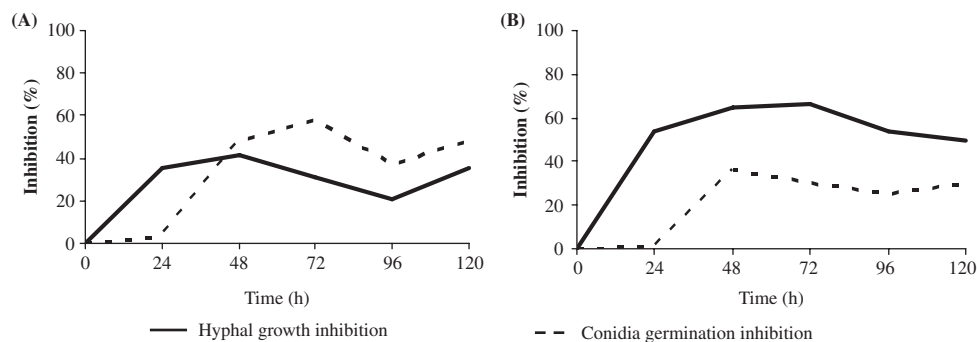 (A)
100
80
60
40
20
0
Inhibition (%)
0 24 48 72 96 120
Time (h)
(B)
100
80
60
40
20
0
Inhibition (%)
0 24 48 72 96 120
Time (h)
Hyphal growth inhibition
Conidia germination inhibition